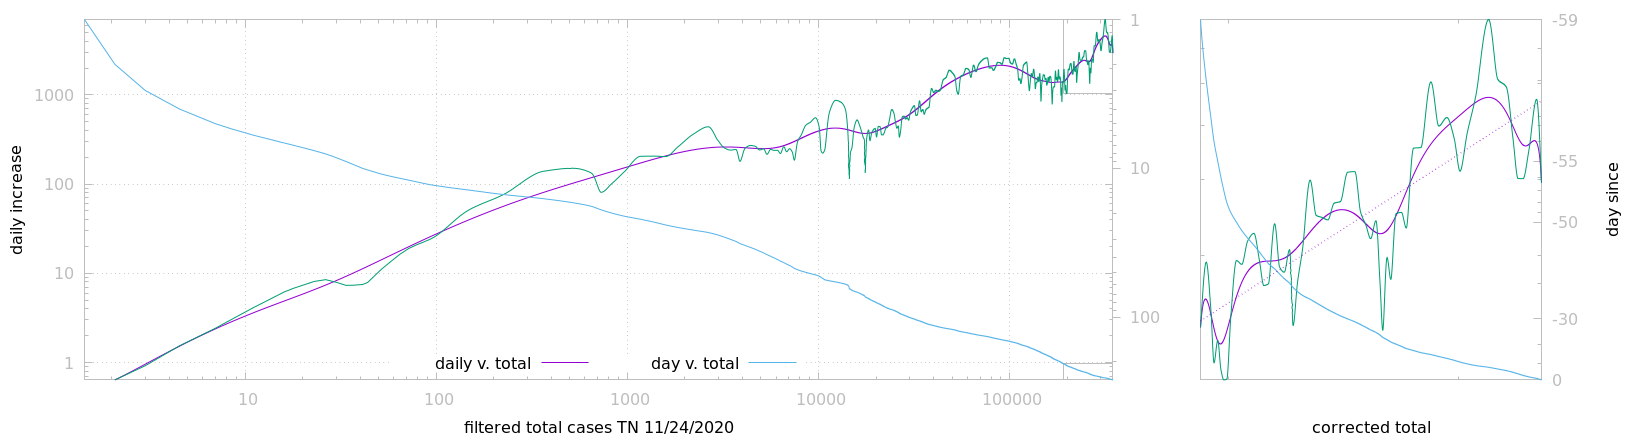 daily increase
1000
100
10
1
daily v. total
day v. total
10
100
1000
10000
100000
filtered total cases TN 11/24/2020
1
10
100
-59
-55
-50
-30
0
day since
corrected total